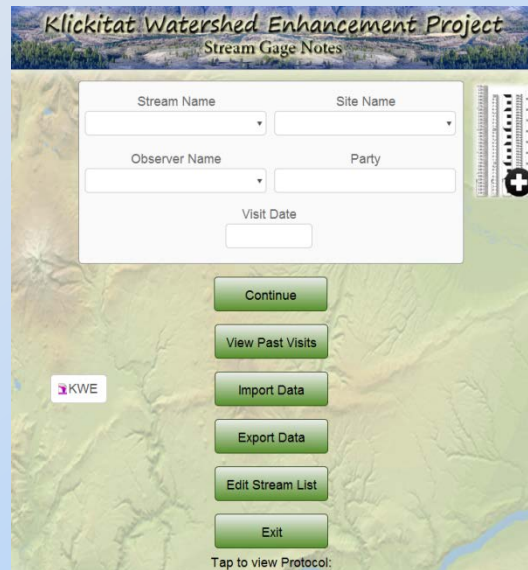 Klickitat Watershed Enhancement Project
Stream Gage Notes
Stream Name
Site Name
Observer Name
Party
Visit Date
Continue
View Past Visits
KWE
Import Data
Export Data
Edit Stream List
Exit
Tap to view Protocol: